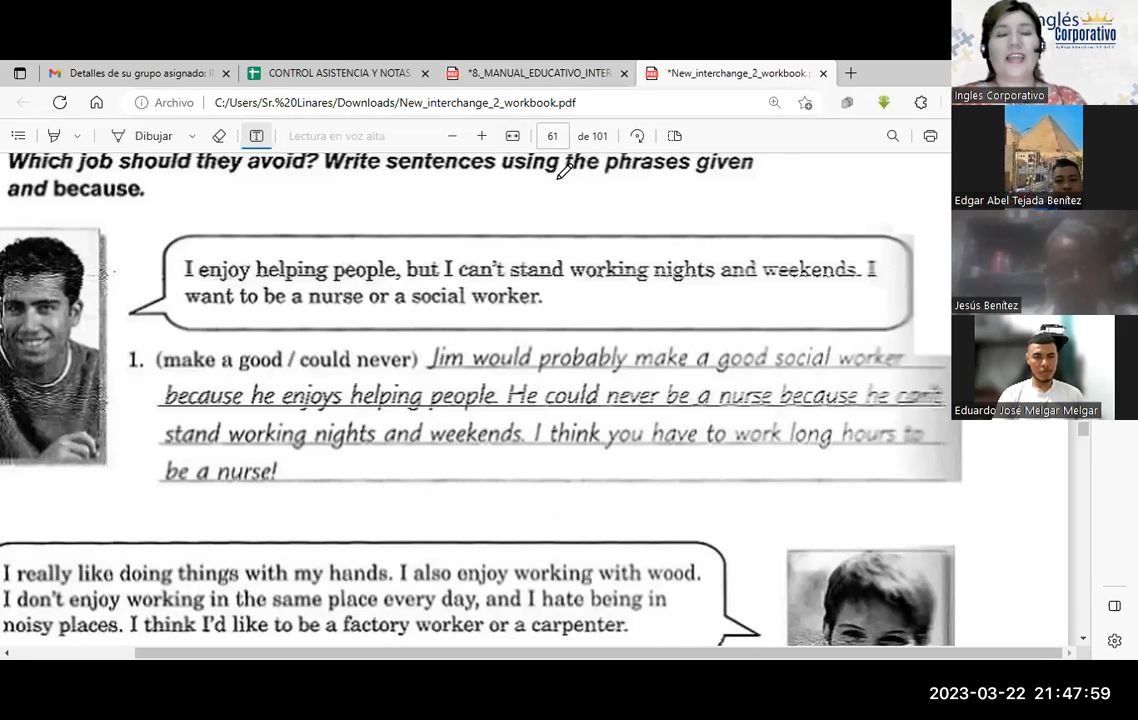 Inglés
Corporativo
Detalles de su grupo asignado: II
CONTROL ASISTENCIA Y NOTAS
*8._MANUAL_EDUCATIVO_INTER
*New_interchange_2_workbook.
Ingles Corporativo
Archivo
C:/Users/Sr.%20Linares/Downloads/New_interchange_2_workbook.pdf
Dibujar
Lectura en voz alta
61
de 101
Which job should they avoid? Write sentences using the phrases given
and because.
Edgar Abel Tejada Benítez
I enjoy helping people, but I can't stand working nights and weekends. I
want to be a nurse or a social worker.
Jesús Benítez
1. (make a good / could never) Jim would probably make a good social worker
because he enjoys helping people. He could never be a nurse because he can't
stand working nights and weekends. I think you have to work long hours to
be a nurse!
Eduardo José Melgar Melgar
I really like doing things with my hands. I also enjoy working with wood.
I don't enjoy working in the same place every day, and I hate being in
noisy places. I think I'd like to be a factory worker or a carpenter.
2023-03-22 21:47:59